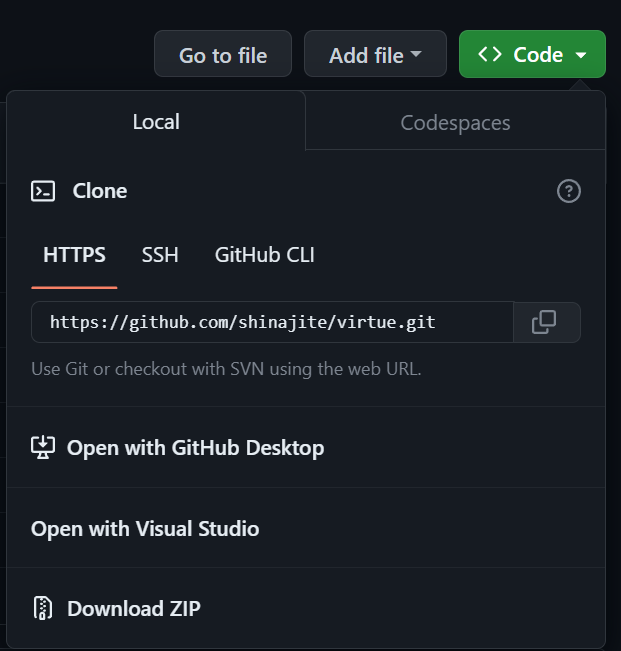 Go to file
Add file
<> Code
Local
Codespaces
Clone
HTTPS
SSH
GitHub CLI
https://github.com/shinajite/virtue.git
Use Git or checkout with SVN using the web URL.
Open with GitHub Desktop
Open with Visual Studio
Download ZIP